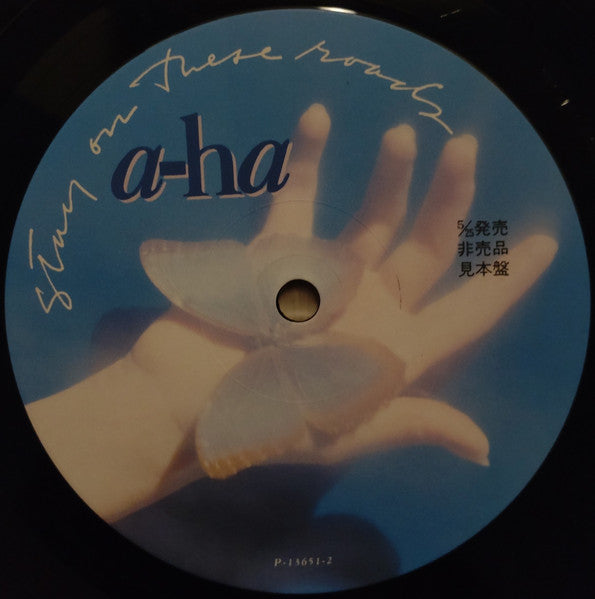 stay on these roads
a-ha
5/25発売
非売品
見本盤
P-13651-2